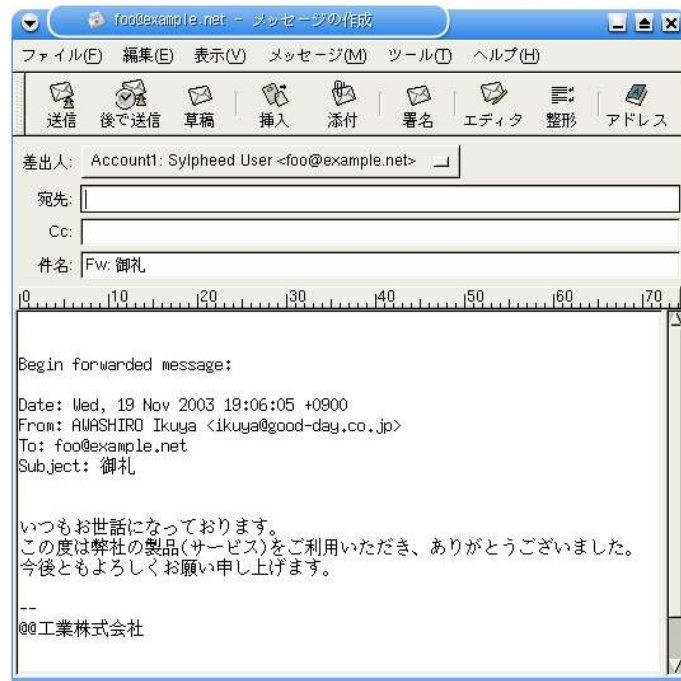 foo@example.net - メッセージの作成
ファイル(F) 編集(E) 表示(V) メッセージ(M) ツール(T) ヘルプ(H)
送信 後で送信 草稿 挿入 添付 署名 エディタ 整形 アドレス
差出人: Account1: Sylpheed User <foo@example.net>
宛先:
Cc:
件名: Fw: 御礼
0 10 20 30 40 50 60 70
Begin forwarded message:
Date: Wed, 19 Nov 2003 19:06:05 +0900
From: AWASHIRO Ikuya <ikuya@good-day.co.jp>
To: foo@example.net
Subject: 御礼
いつもお世話になっております。
この度は弊社の製品(サービス)をご利用いただき、ありがとうございました。
今後ともよろしくお願い申し上げます。
--
@@工業株式会社